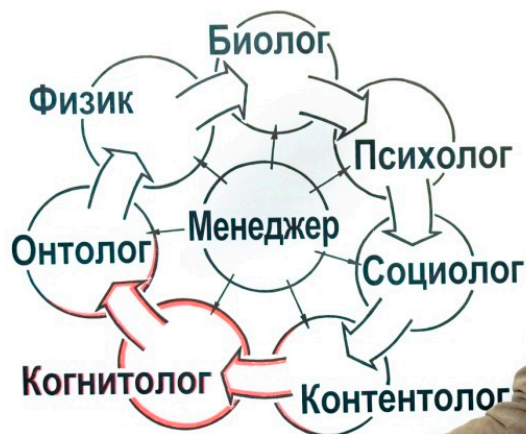 Биолог
Физик
Психолог
Менеджер
Онтолог
Социолог
Когнитолог
Контентолог